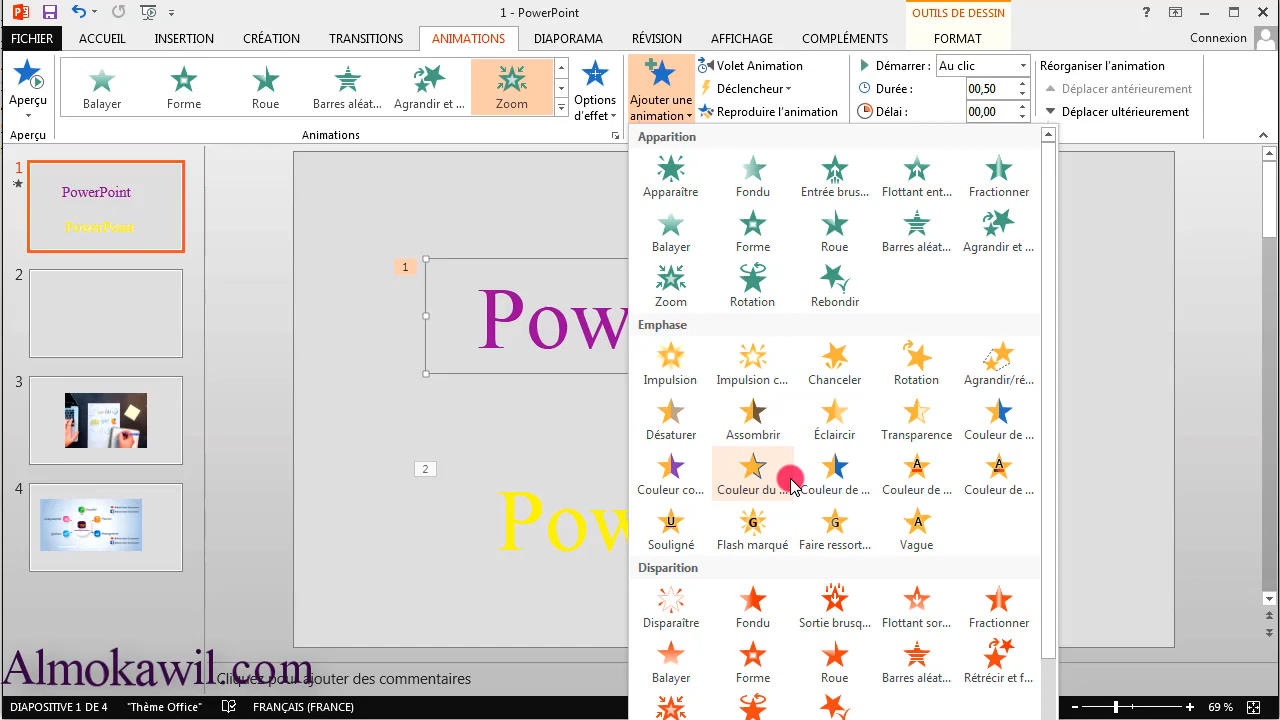 1 - PowerPoint
OUTILS DE DESSIN
?
FICHIER ACCUEIL INSERTION CRÉATION TRANSITIONS ANIMATIONS DIAPORAMA RÉVISION AFFICHAGE COMPLÉMENTS FORMAT Connexion
Aperçu
Aperçu
Balayer Forme Roue Barres aléat... Agrandir et ... Zoom
Animations
Options d'effet
Ajouter une animation
Volet Animation
Déclencheur
Reproduire l'animation
Démarrer : Au clic
Durée : 00,50
Délai : 00,00
Réorganiser l'animation
Déplacer antérieurement
Déplacer ultérieurement
1
PowerPoint
PowerPoint
2
3
4
1
Pow
2
Pow
Apparition
Apparaître Fondu Entrée brus... Flottant ent... Fractionner
Balayer Forme Roue Barres aléat... Agrandir et ...
Zoom Rotation Rebondir
Emphase
Impulsion Impulsion c... Chanceler Rotation Agrandir/ré...
Désaturer Assombrir Éclaircir Transparence Couleur de ...
Couleur co... Couleur du ... Couleur de ... Couleur de ... Couleur de ...
Souligné Flash marqué Faire ressort... Vague
Disparition
Disparaître Fondu Sortie brusq... Flottant sor... Fractionner
Balayer Forme Roue Barres aléat... Rétrécir et f...
Almokawil.com
Cliquez pour ajouter des commentaires
DIAPOSITIVE 1 DE 4 "Thème Office" FRANÇAIS (FRANCE) 69 %